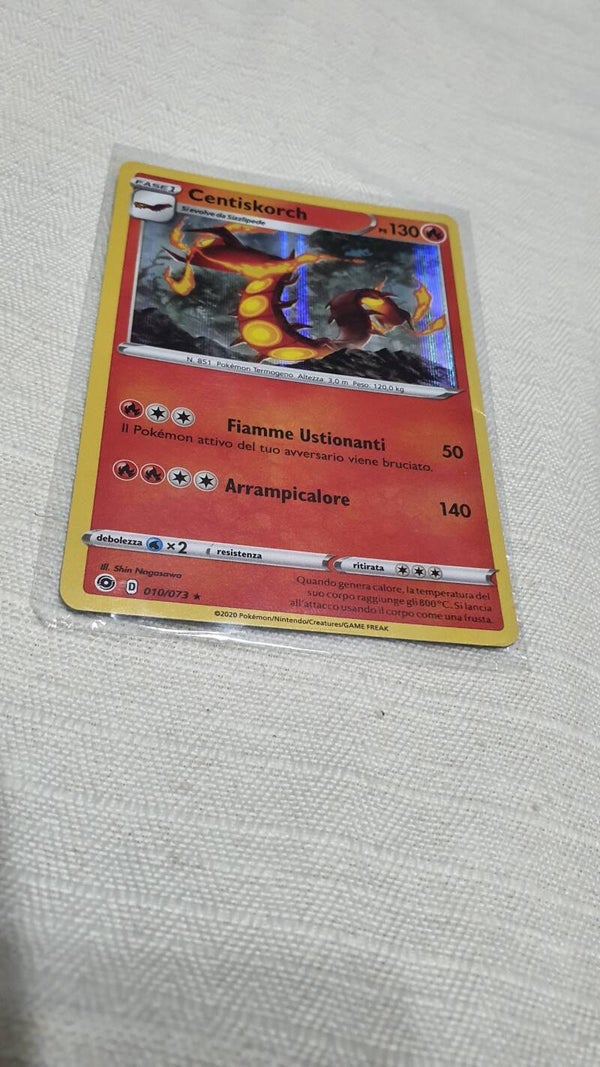 FASE 1
Centiskorch
PS 130
Si evolve da Sizzlipede
N. 851 Pokémon Termogeno Altezza: 3,0 m Peso: 120,0 kg
Fiamme Ustionanti 50
Il Pokémon attivo del tuo avversario viene bruciato.
Arrampicalore 140
debolezza ×2 resistenza ritirata
Ill. Shin Nagasawa
D 010/073 ★
Quando genera calore, la temperatura del
suo corpo raggiunge gli 800°C. Si lancia
all'attacco usando il corpo come una frusta.
©2020 Pokémon/Nintendo/Creatures/GAME FREAK